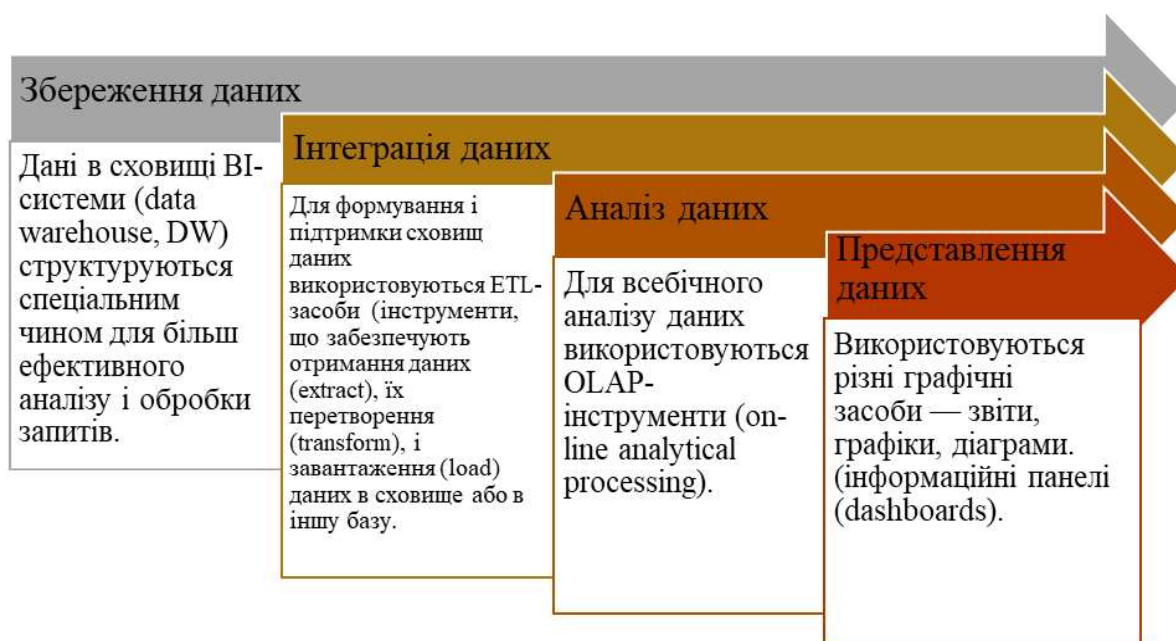 Збереження даних
Дані в сховищі BI-
системи (data
warehouse, DW)
структуруються
спеціальним
чином для більш
ефективного
аналізу і обробки
запитів.
Інтеграція даних
Для формування і
підтримки сховищ
даних
використовуються ETL-
засоби (інструменти,
що забезпечують
отримання даних
(extract), їх
перетворення
(transform), і
завантаження (load)
даних в сховище або в
іншу базу.
Аналіз даних
Для всебічного
аналізу даних
використовуються
OLAP-
інструменти (on-
line analytical
processing).
Представлення
даних
Використовуються
різні графічні
засоби — звіти,
графіки, діаграми.
(інформаційні панелі
(dashboards).